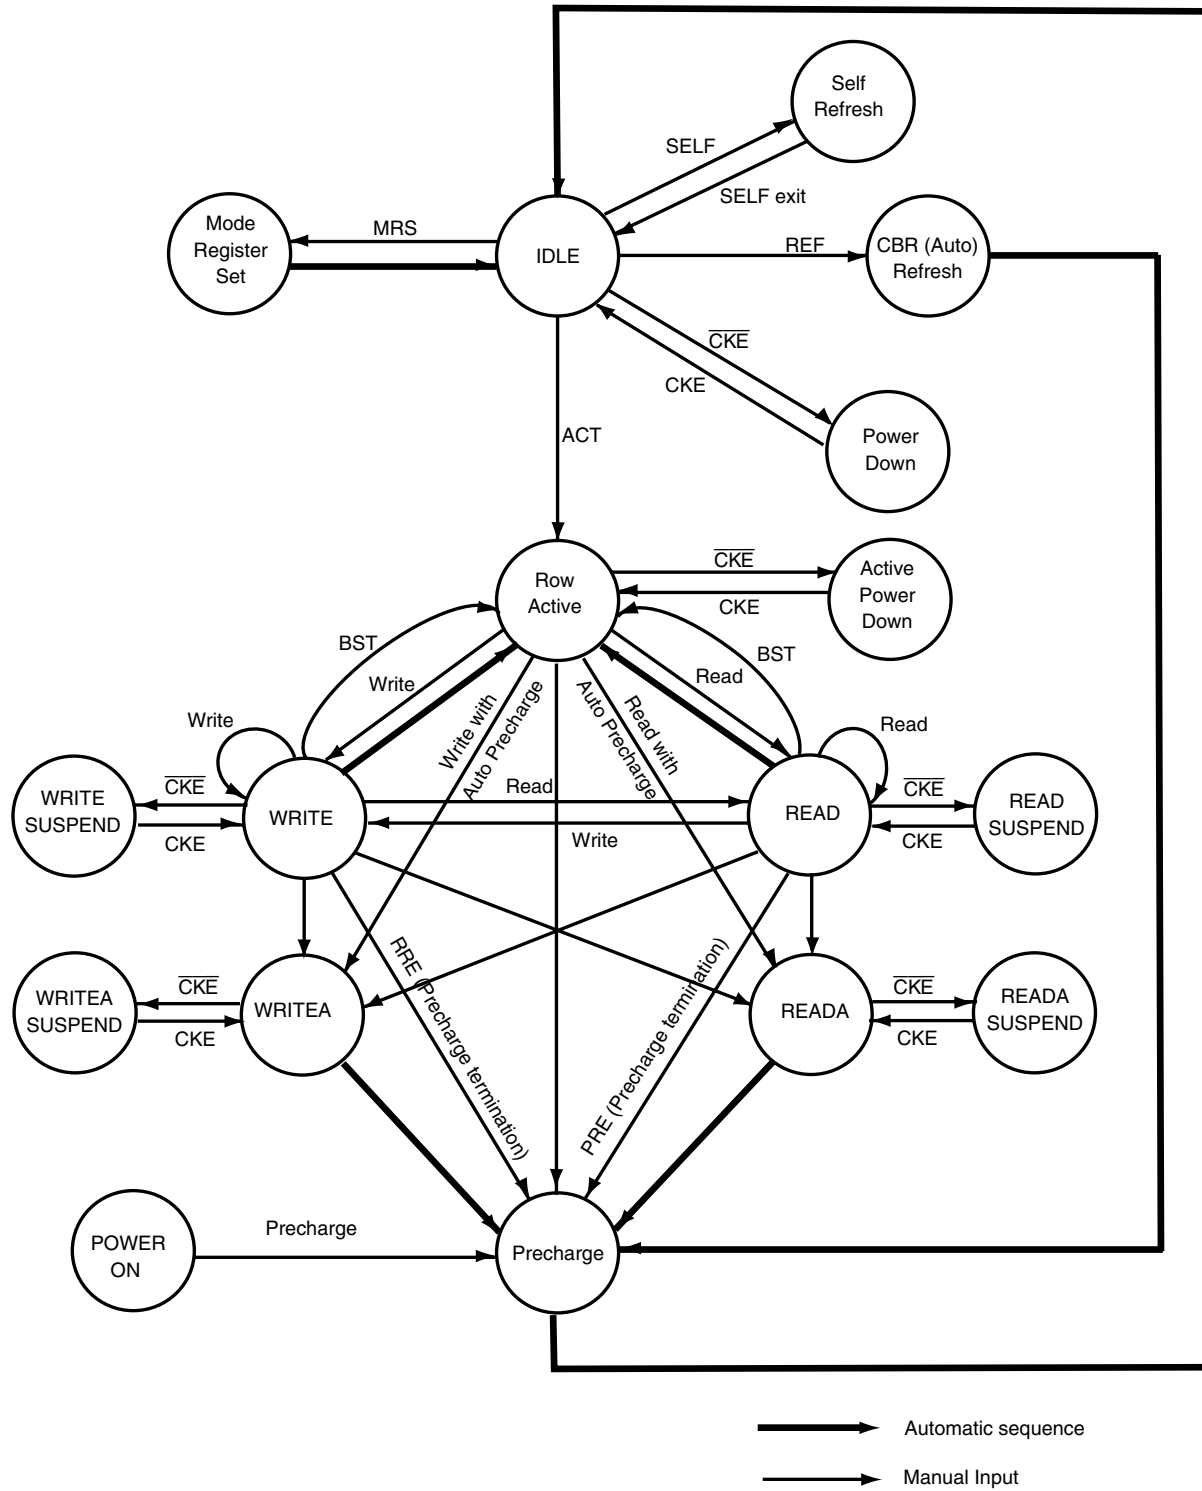 Self
Refresh
SELF
SELF exit
Mode
Register
Set
MRS
IDLE
REF
CBR (Auto)
Refresh
CKE
CKE
ACT
Power
Down
Row
Active
CKE
CKE
Active
Power
Down
BST
Write
Write with
Auto Precharge
Read with
Auto Precharge
Read
BST
Write
Read
WRITE
SUSPEND
CKE
CKE
WRITE
Read
Write
READ
CKE
CKE
READ
SUSPEND
RRE (Precharge termination)
PRE (Precharge termination)
WRITEA
SUSPEND
CKE
CKE
WRITEA
READA
CKE
CKE
READA
SUSPEND
POWER
ON
Precharge
Precharge
Automatic sequence
Manual Input